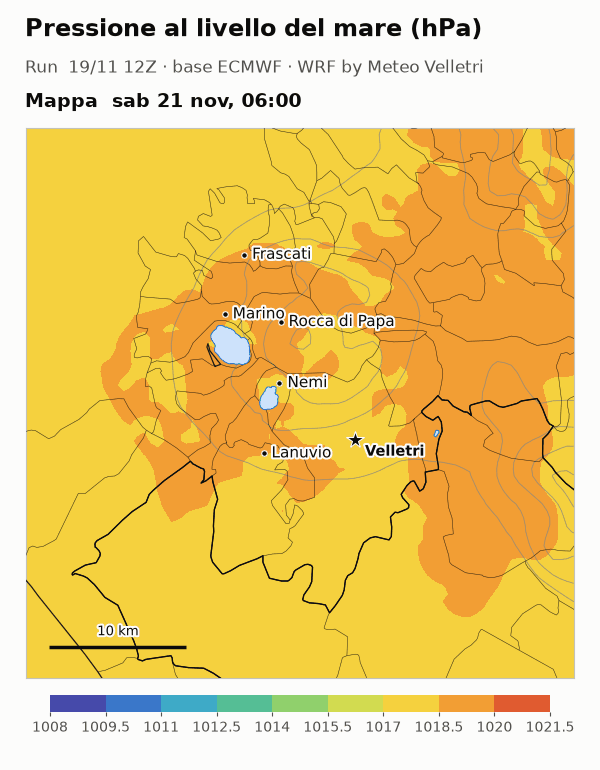 Pressione al livello del mare (hPa)
Run  19/11 12Z · base ECMWF · WRF by Meteo Velletri
Mappa  sab 21 nov, 06:00
Frascati
Marino
Rocca di Papa
Nemi
Velletri
Lanuvio
10 km
1008 1009.5 1011 1012.5 1014 1015.5 1017 1018.5 1020 1021.5